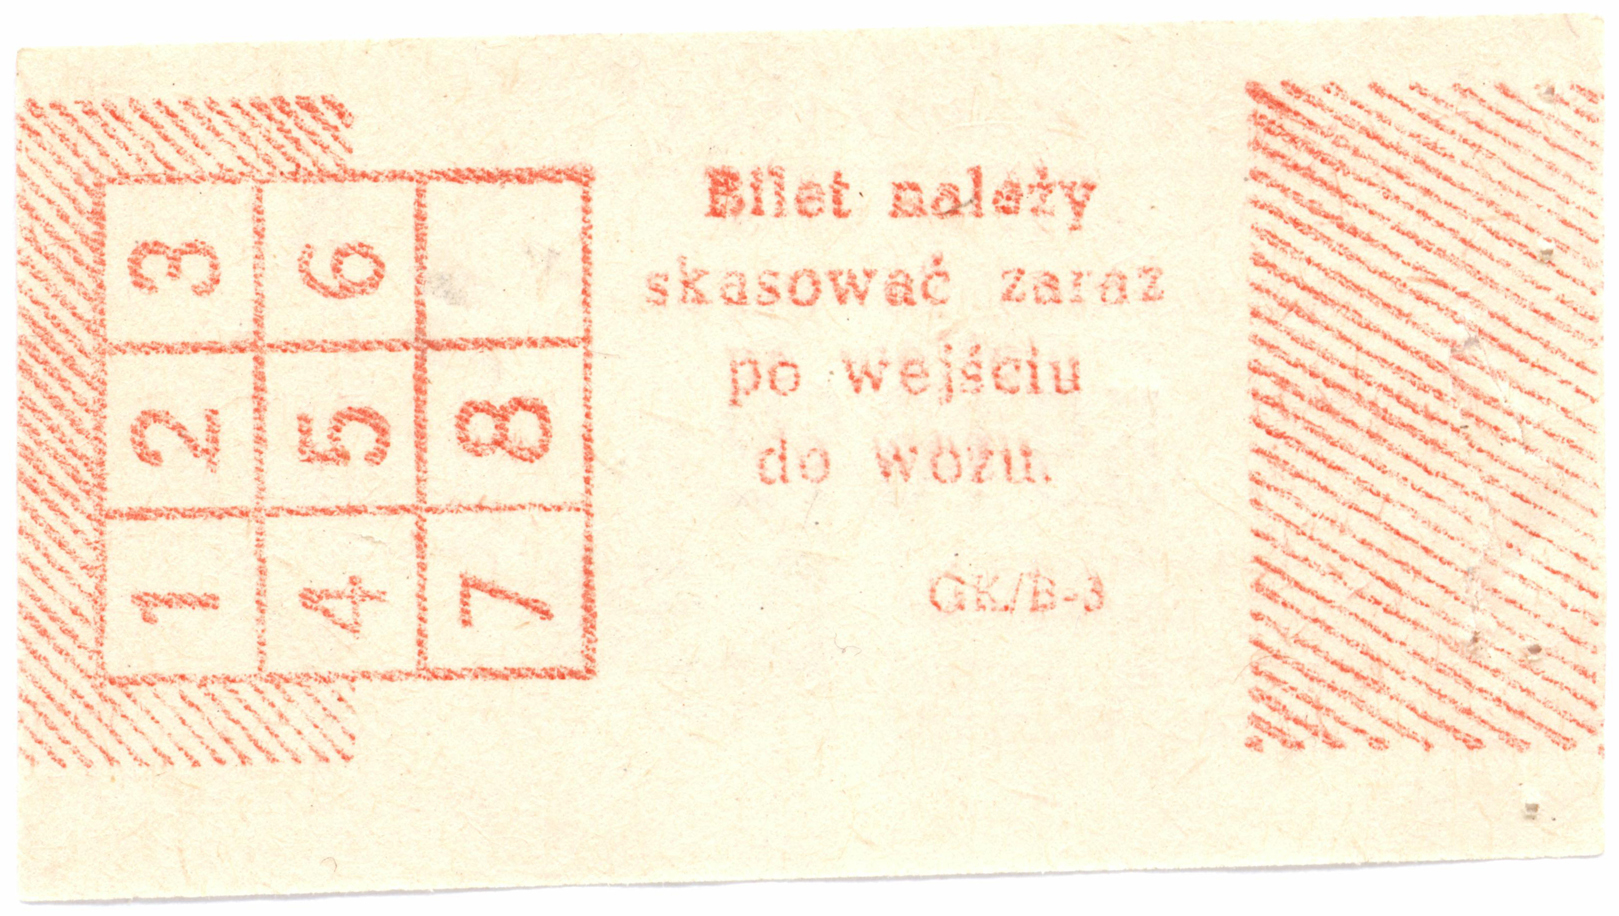 3 6
2 5 8
1 4 7
Bilet należy
skasować zaraz
po wejściu
do wozu.
GK/B-3